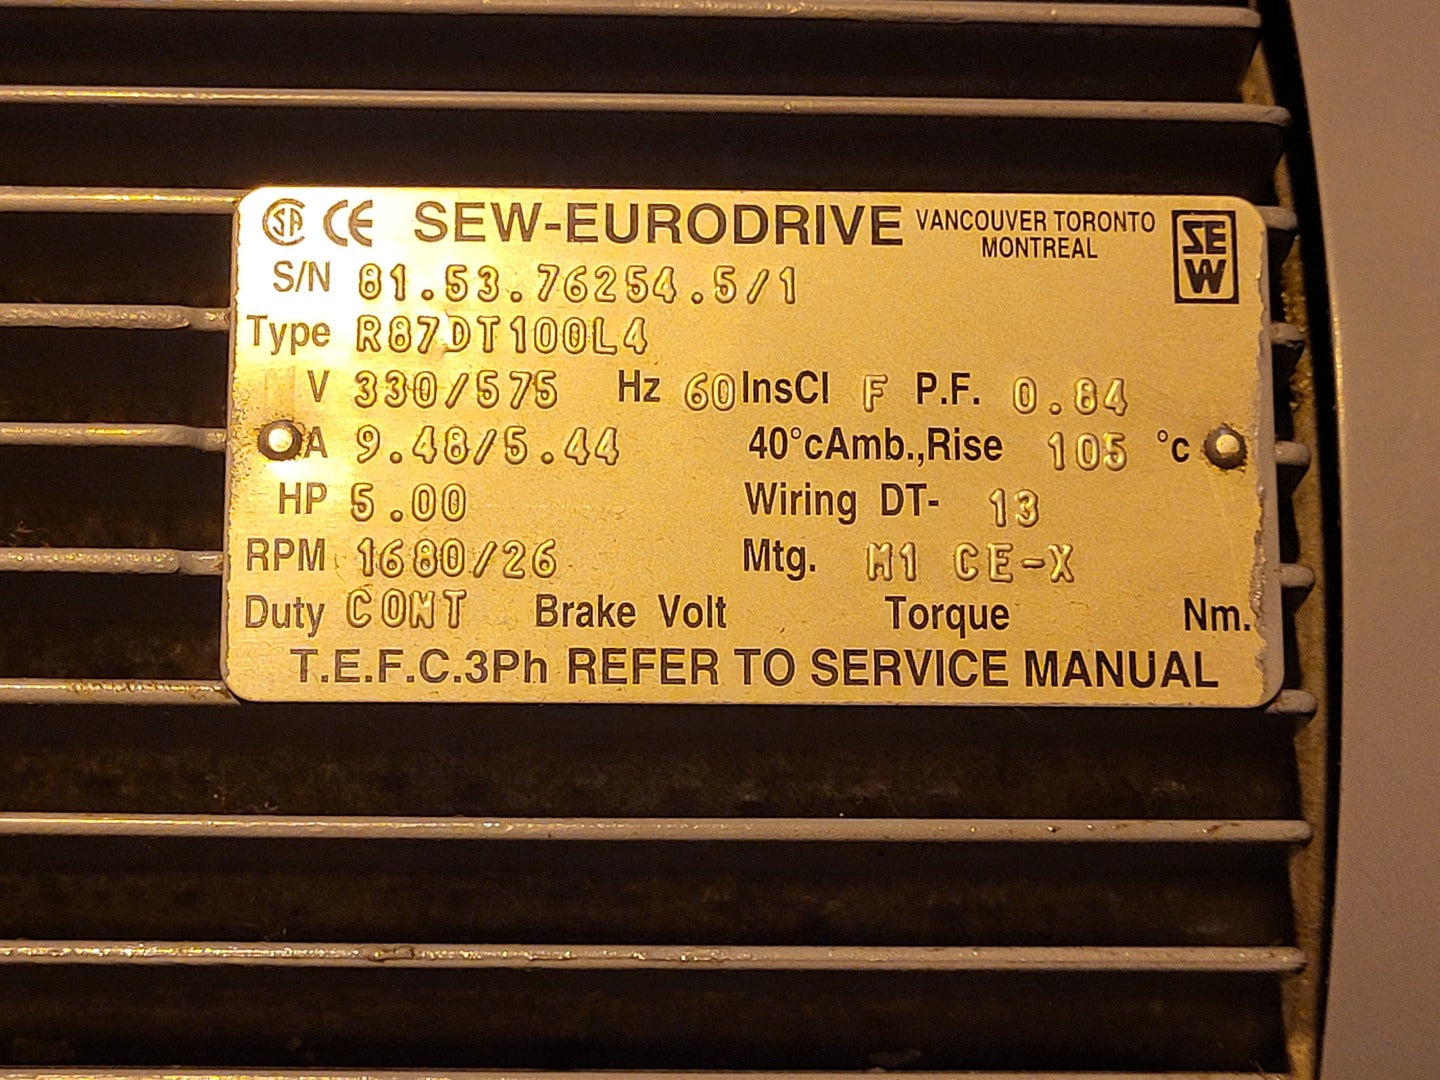 CSA CE SEW-EURODRIVE VANCOUVER TORONTO
MONTREAL
SEW
S/N 81.53.76254.5/1
Type R87DT100L4
V 330/575 Hz 60 InsCl F P.F. 0.84
A 9.48/5.44 40°cAmb.,Rise 105 °c
HP 5.00 Wiring DT- 13
RPM 1680/26 Mtg. M1 CE-X
Duty CONT Brake Volt Torque Nm.
T.E.F.C.3Ph REFER TO SERVICE MANUAL